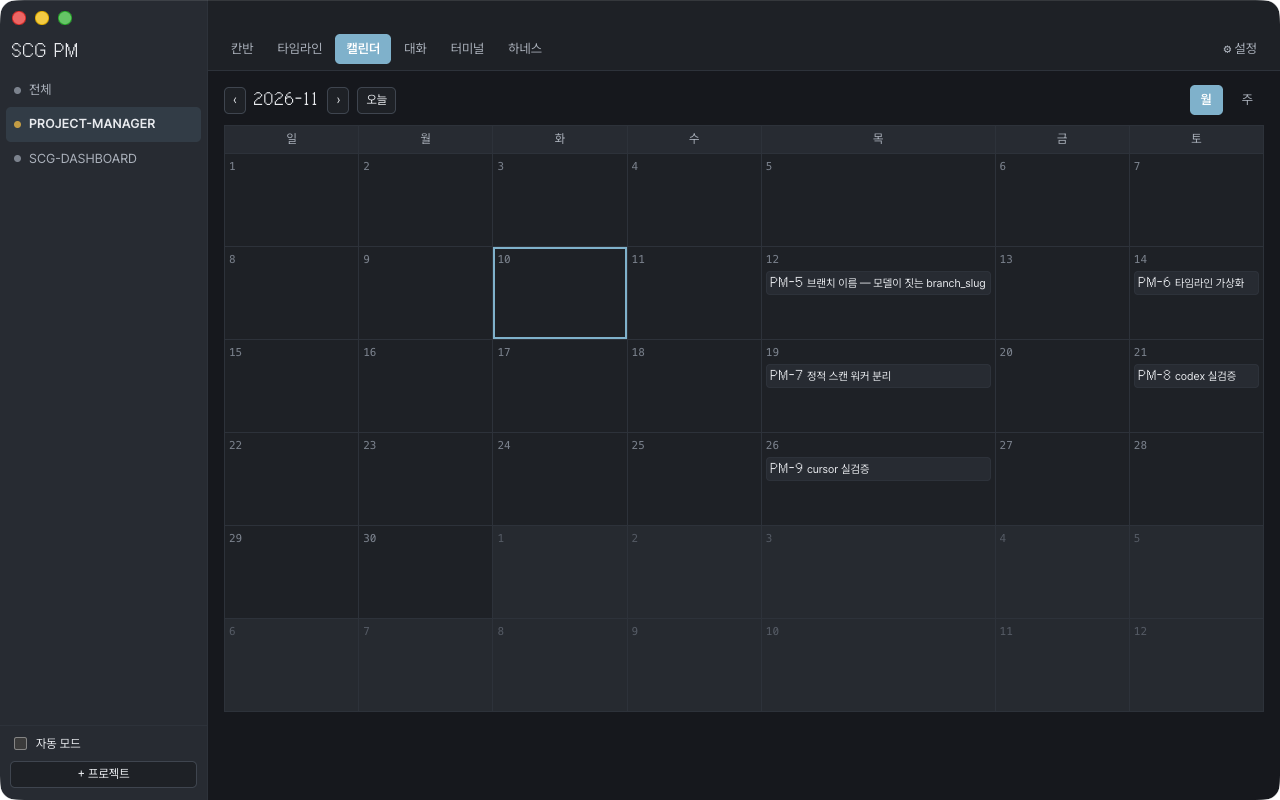 SCG PM
전체
PROJECT-MANAGER
SCG-DASHBOARD
칸반 타임라인 캘린더 대화 터미널 하네스 ⚙ 설정
‹ 2026-11 › 오늘 월 주
일 월 화 수 목 금 토
1 2 3 4 5 6 7
8 9 10 11 12 13 14
PM-5 브랜치 이름 — 모델이 짓는 branch_slug PM-6 타임라인 가상화
15 16 17 18 19 20 21
PM-7 정적 스캔 워커 분리 PM-8 codex 실검증
22 23 24 25 26 27 28
PM-9 cursor 실검증
29 30 1 2 3 4 5
6 7 8 9 10 11 12
자동 모드
+ 프로젝트